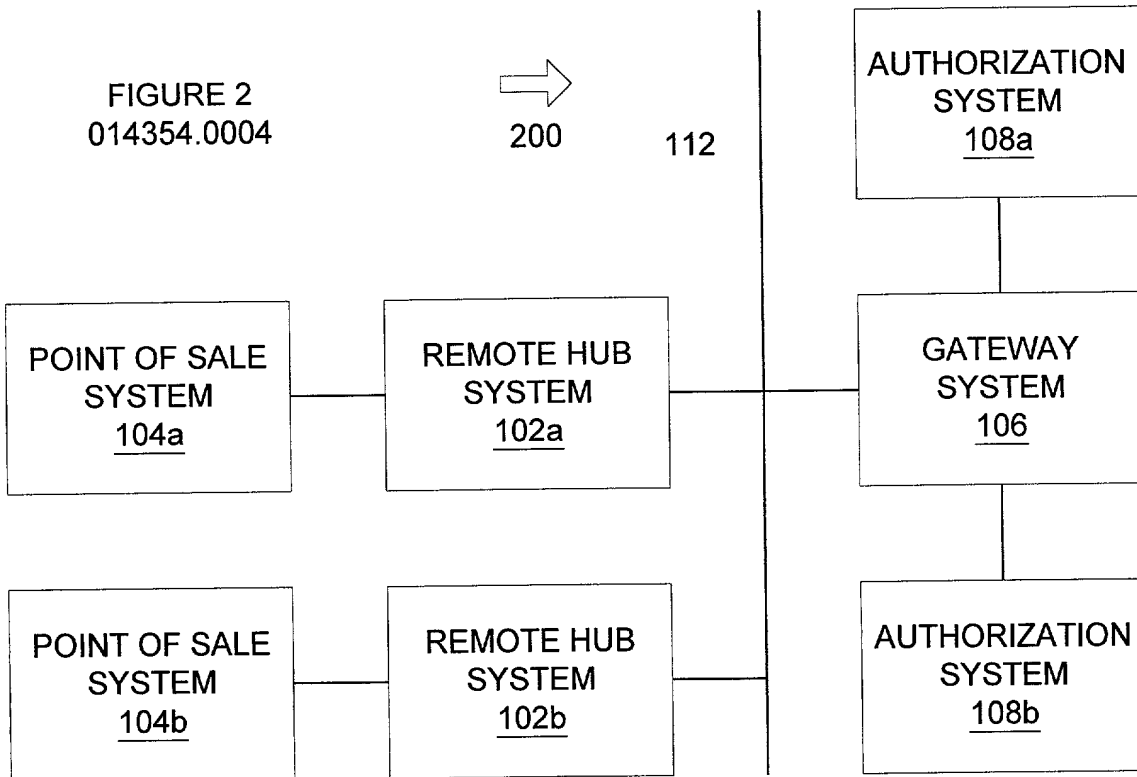 FIGURE 2
014354.0004
200
112
AUTHORIZATION
SYSTEM
108a
POINT OF SALE
SYSTEM
104a
REMOTE HUB
SYSTEM
102a
GATEWAY
SYSTEM
106
POINT OF SALE
SYSTEM
104b
REMOTE HUB
SYSTEM
102b
AUTHORIZATION
SYSTEM
108b